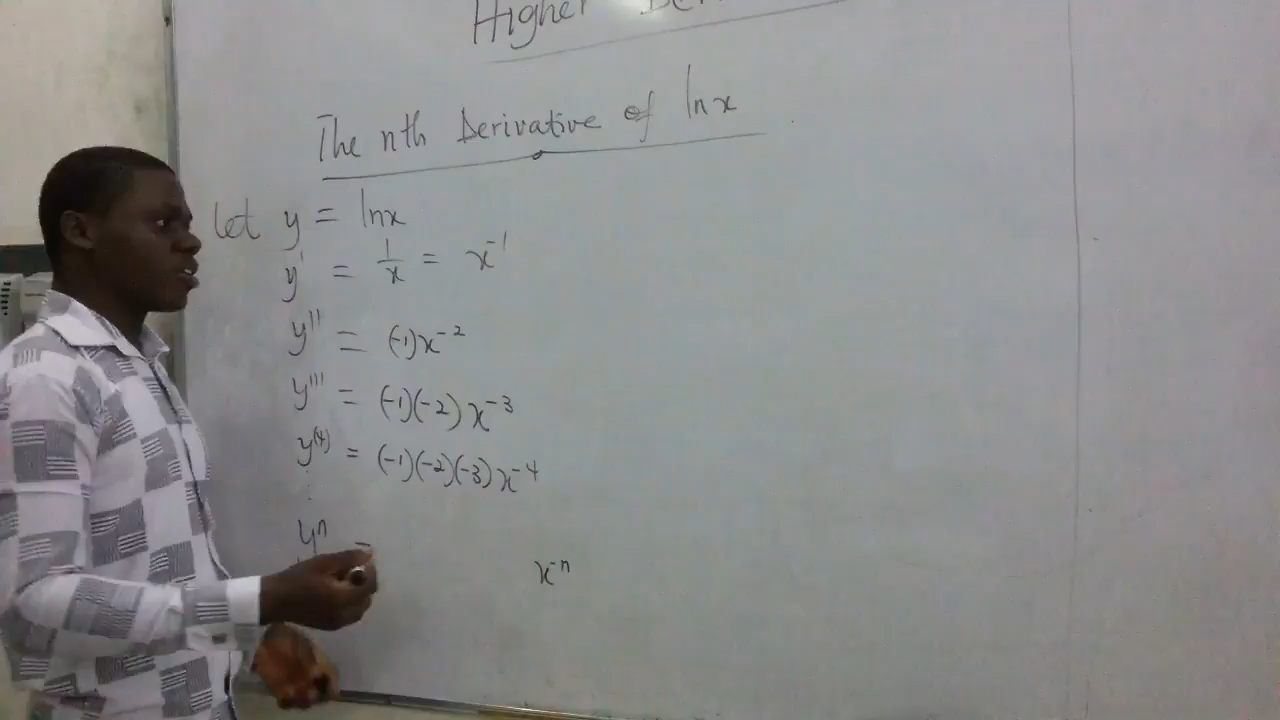 Higher
The nth Derivative of lnx
let y = lnx
y' = 1/x = x⁻¹
y'' = (-1)x⁻²
y''' = (-1)(-2)x⁻³
y⁽⁴⁾ = (-1)(-2)(-3)x⁻⁴
⋮
yⁿ = x⁻ⁿ